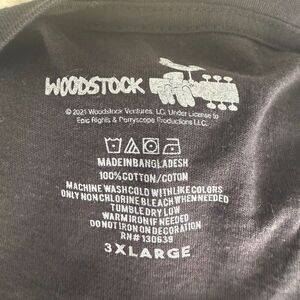 WOODSTOCK
© 2021 Woodstock Ventures, LC, Under License to
Epic Rights & Perryscope Productions LLC.
MADE IN BANGLADESH
100% COTTON/COTON
MACHINE WASH COLD WITH LIKE COLORS
ONLY NON CHLORINE BLEACH WHEN NEEDED
TUMBLE DRY LOW
WARM IRON IF NEEDED
DO NOT IRON ON DECORATION
RN# 130639
3XLARGE